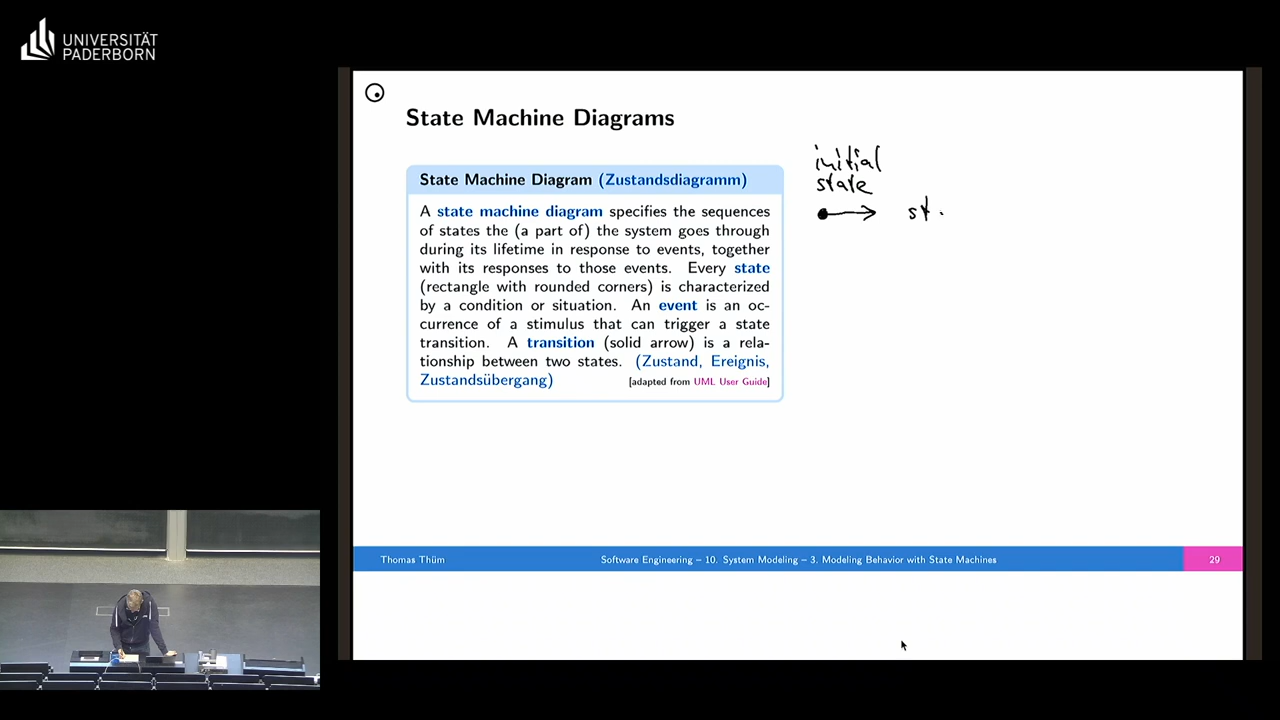 UNIVERSITÄT
PADERBORN
State Machine Diagrams
State Machine Diagram (Zustandsdiagramm)
A state machine diagram specifies the sequences
of states the (a part of) the system goes through
during its lifetime in response to events, together
with its responses to those events. Every state
(rectangle with rounded corners) is characterized
by a condition or situation. An event is an oc-
currence of a stimulus that can trigger a state
transition. A transition (solid arrow) is a rela-
tionship between two states. (Zustand, Ereignis,
Zustandsübergang) [adapted from UML User Guide]
initial
state
st.
Thomas Thüm Software Engineering – 10. System Modeling – 3. Modeling Behavior with State Machines 29